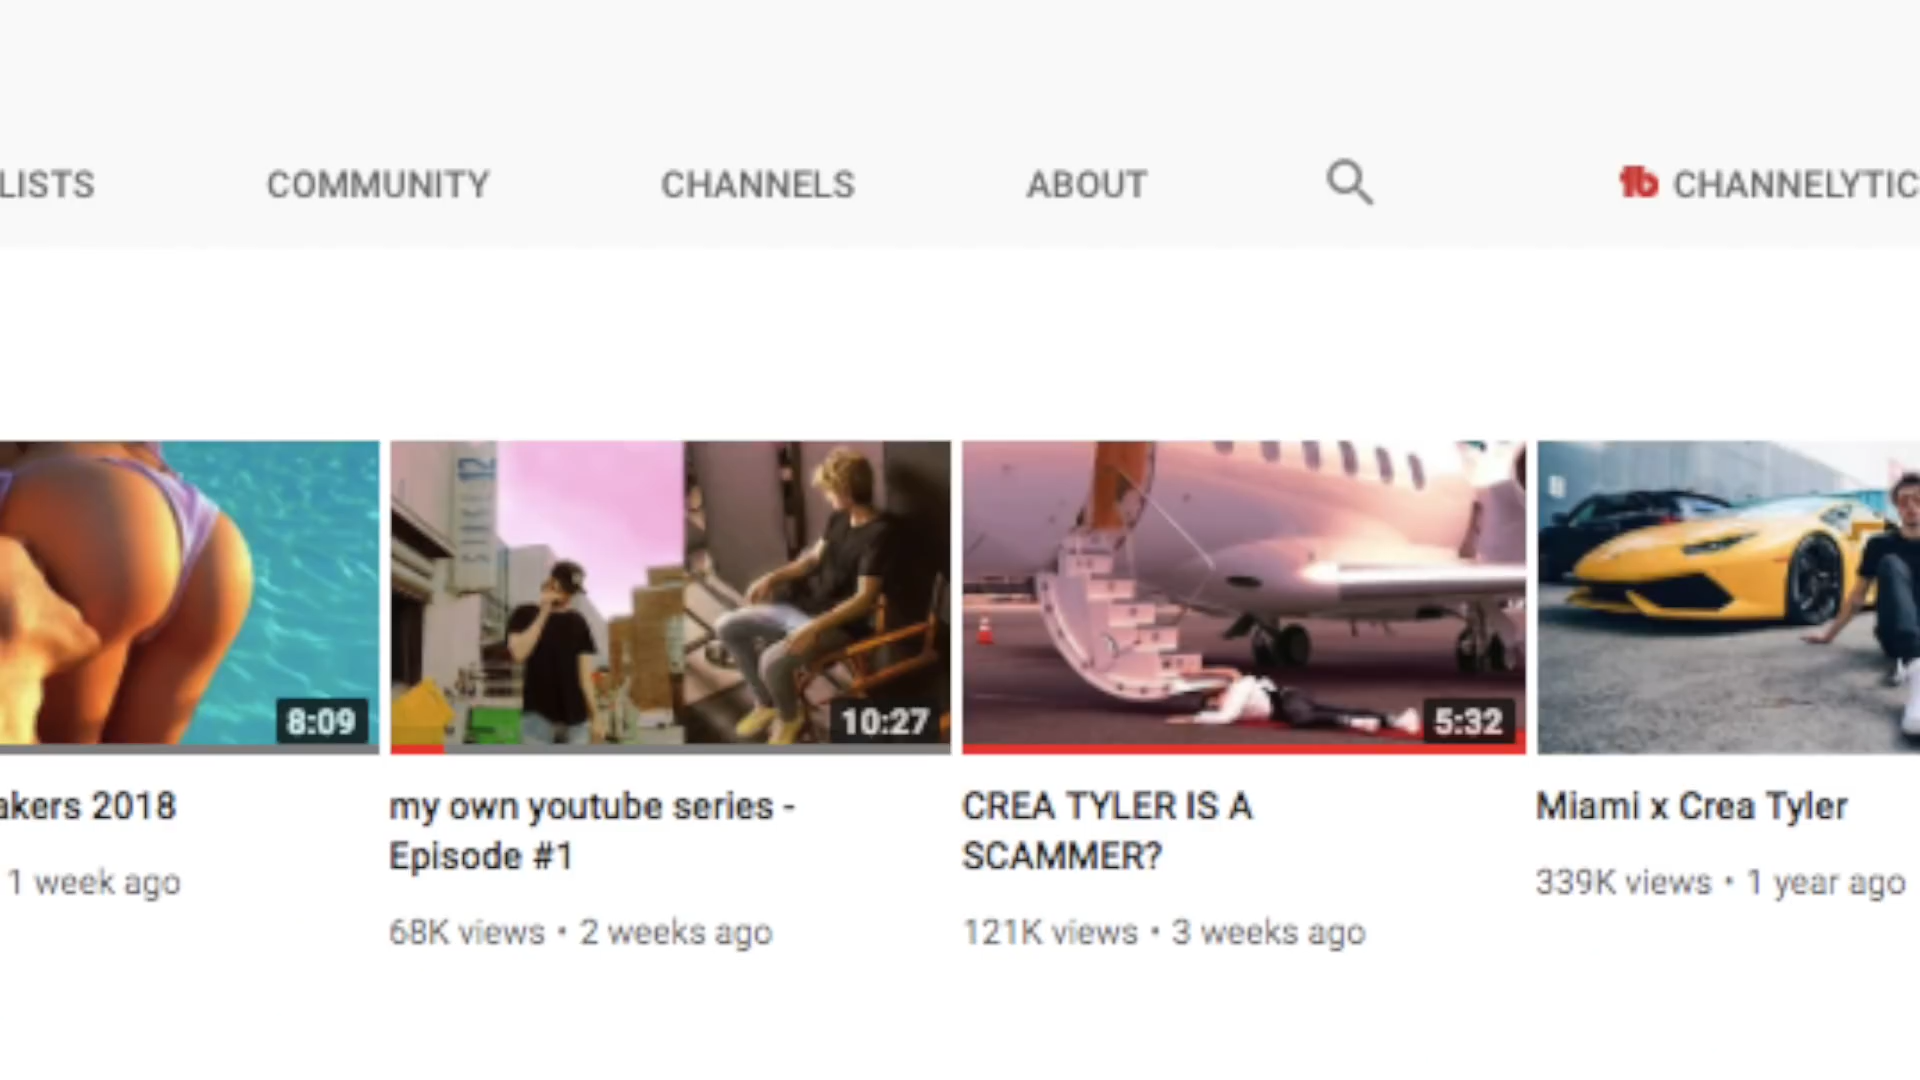 LISTS COMMUNITY CHANNELS ABOUT CHANNELYTIC
8:09
10:27
5:32
akers 2018
1 week ago
my own youtube series -
Episode #1
68K views • 2 weeks ago
CREA TYLER IS A
SCAMMER?
121K views • 3 weeks ago
Miami x Crea Tyler
339K views • 1 year ago